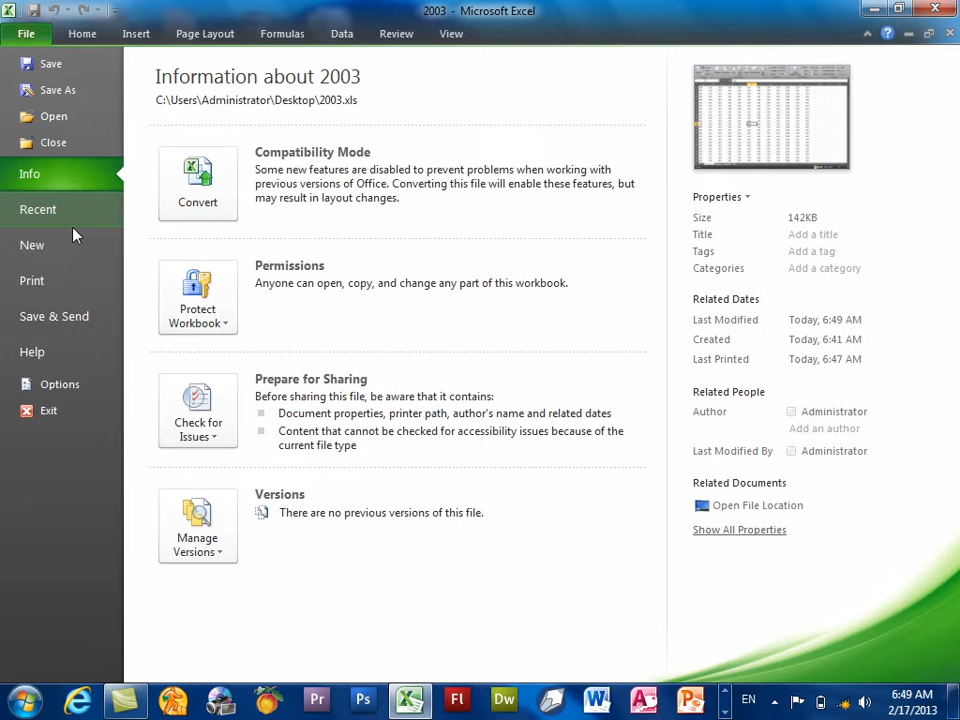 2003 - Microsoft Excel
File Home Insert Page Layout Formulas Data Review View
Save
Save As
Open
Close
Info
Recent
New
Print
Save & Send
Help
Options
Exit
Information about 2003
C:\Users\Administrator\Desktop\2003.xls
Convert
Compatibility Mode
Some new features are disabled to prevent problems when working with
previous versions of Office. Converting this file will enable these features, but
may result in layout changes.
Protect
Workbook
Permissions
Anyone can open, copy, and change any part of this workbook.
Check for
Issues
Prepare for Sharing
Before sharing this file, be aware that it contains:
Document properties, printer path, author's name and related dates
Content that cannot be checked for accessibility issues because of the
current file type
Manage
Versions
Versions
There are no previous versions of this file.
Properties
Size 142KB
Title Add a title
Tags Add a tag
Categories Add a category
Related Dates
Last Modified Today, 6:49 AM
Created Today, 6:41 AM
Last Printed Today, 6:47 AM
Related People
Author Administrator
Add an author
Last Modified By Administrator
Related Documents
Open File Location
Show All Properties
Pr Ps Fl Dw
EN
6:49 AM
2/17/2013